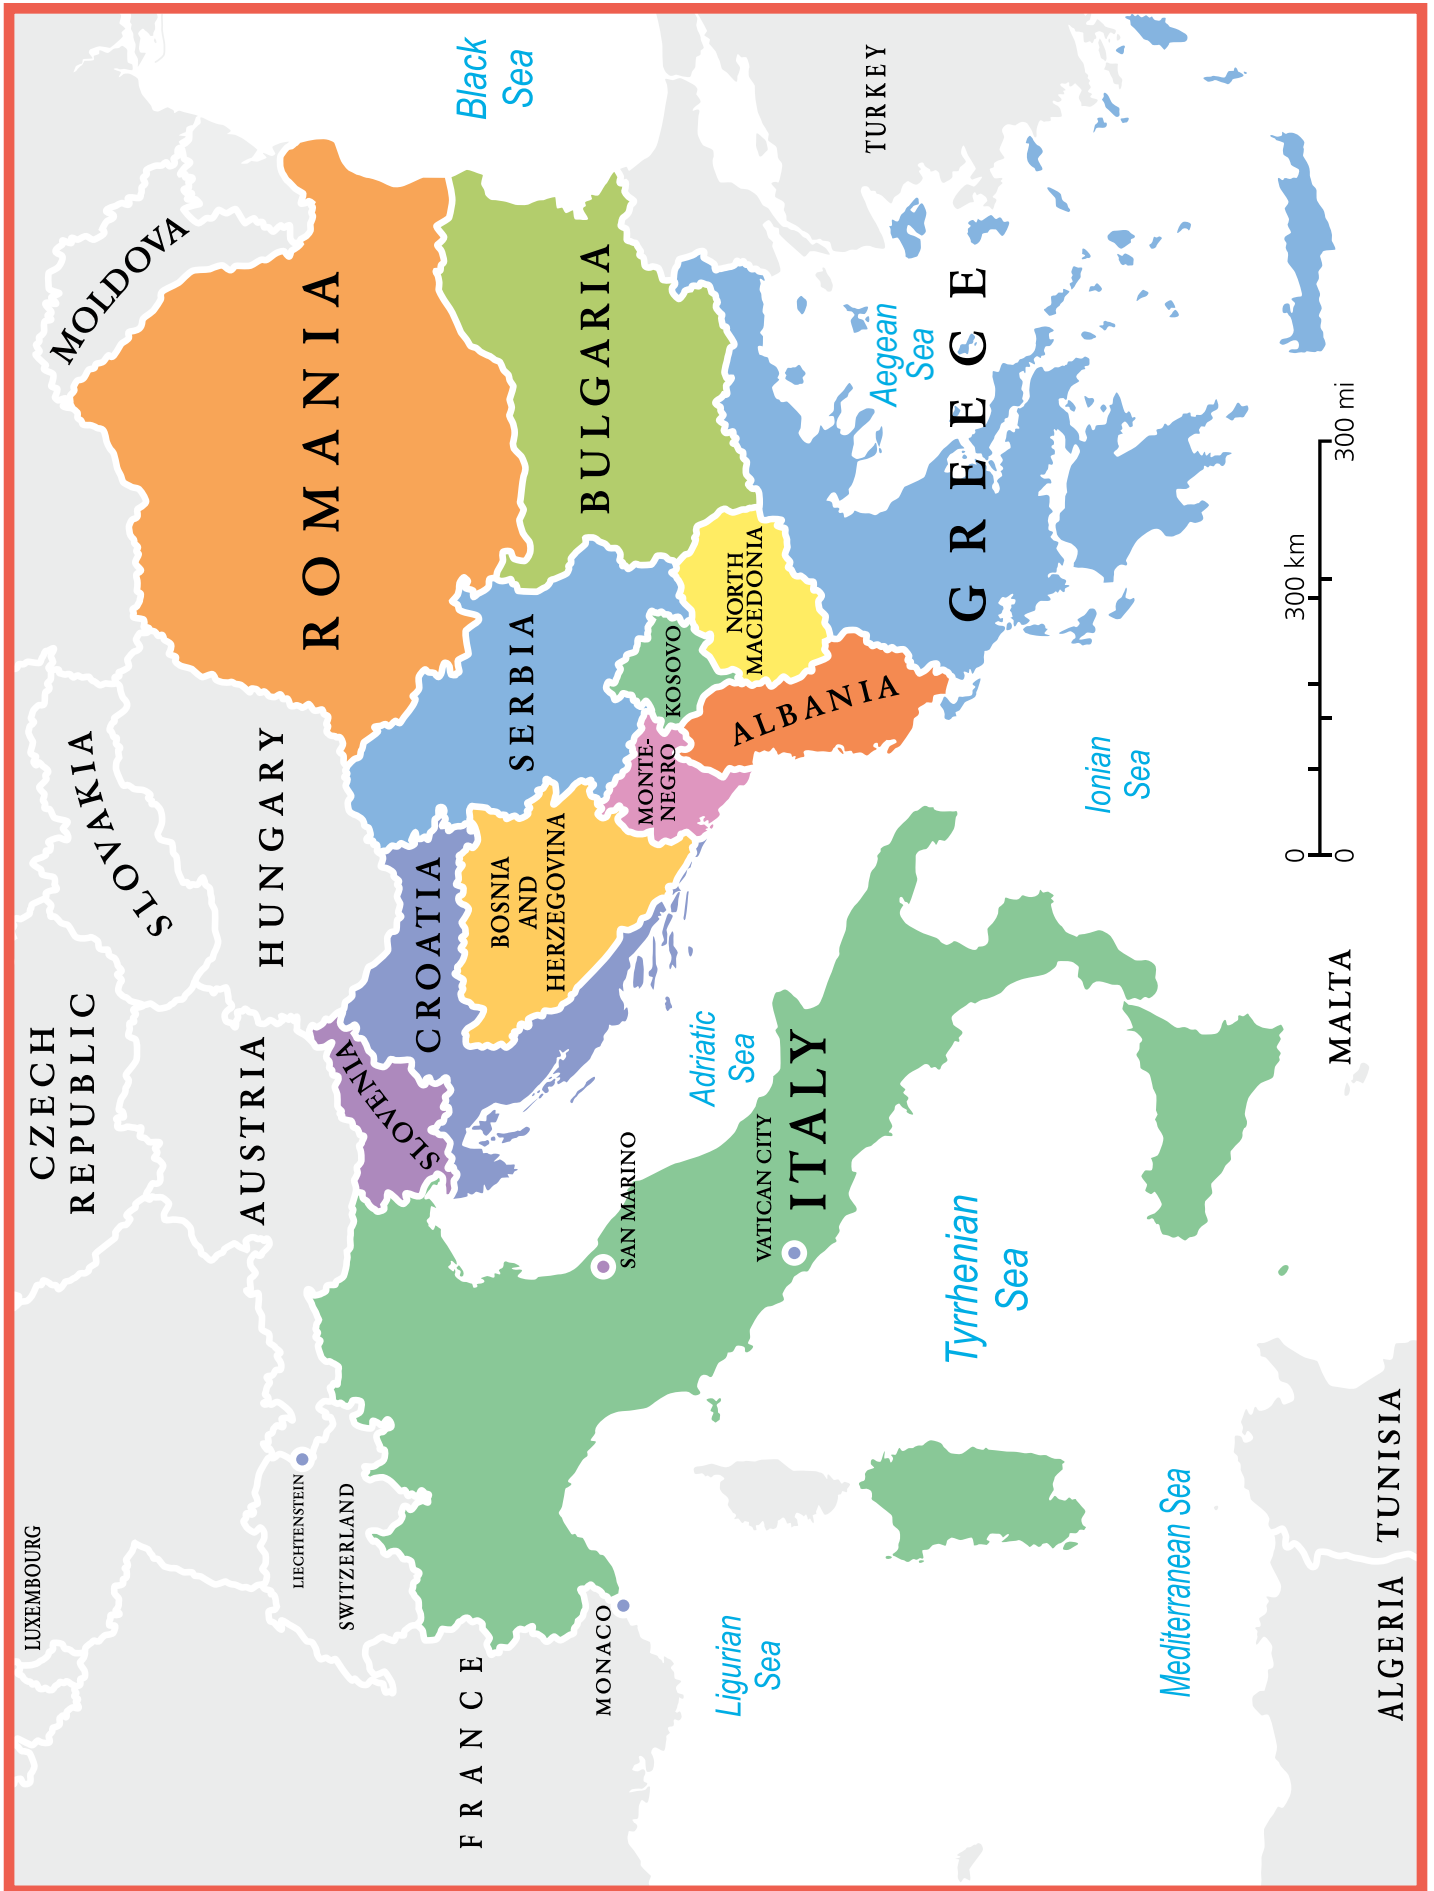 LUXEMBOURG
CZECH
REPUBLIC
SLOVAKIA
MOLDOVA
LIECHTENSTEIN
SWITZERLAND
AUSTRIA
HUNGARY
ROMANIA
SLOVENIA
CROATIA
FRANCE
MONACO
SAN MARINO
BOSNIA
AND
HERZEGOVINA
SERBIA
BULGARIA
Black
Sea
MONTE-
NEGRO
KOSOVO
NORTH
MACEDONIA
ALBANIA
Ligurian
Sea
Adriatic
Sea
VATICAN CITY
ITALY
TURKEY
Aegean
Sea
GREECE
Tyrrhenian
Sea
Ionian
Sea
Mediterranean Sea
0
300 km
0
300 mi
MALTA
ALGERIA
TUNISIA